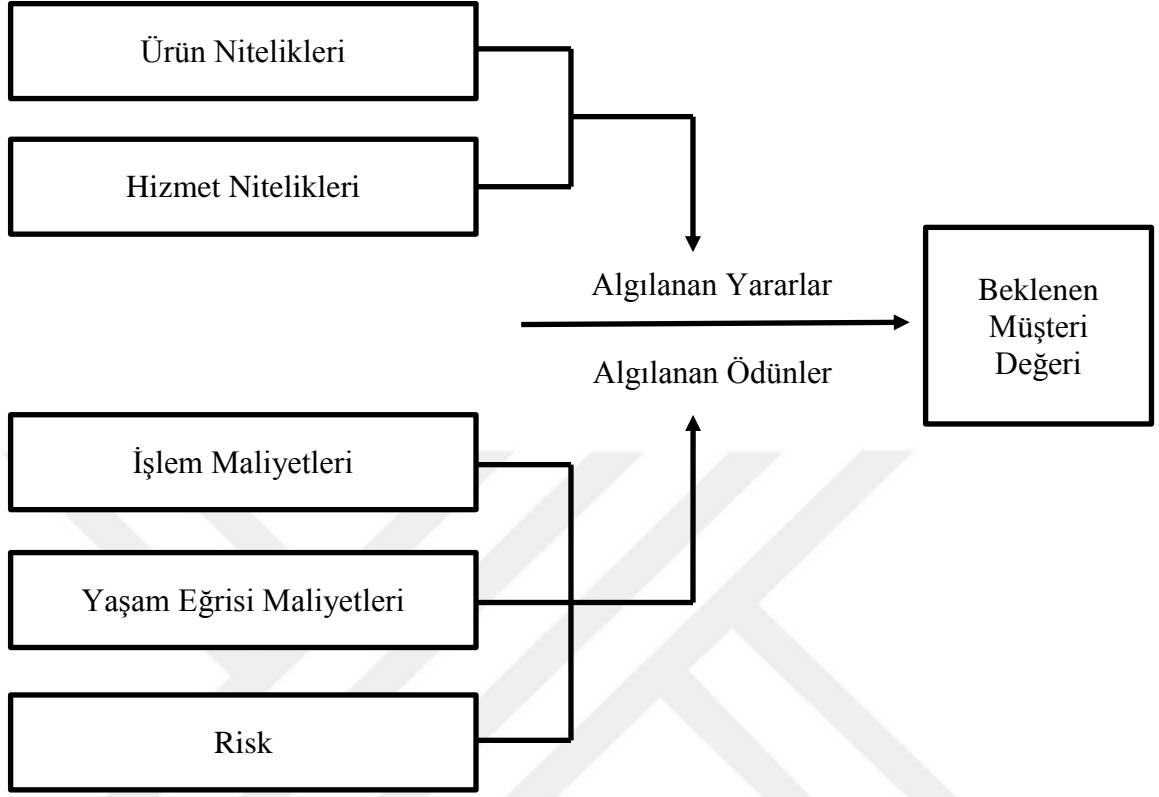 Ürün Nitelikleri
Hizmet Nitelikleri
Algılanan Yararlar
Algılanan Ödünler
Beklenen
Müşteri
Değeri
İşlem Maliyetleri
Yaşam Eğrisi Maliyetleri
Risk